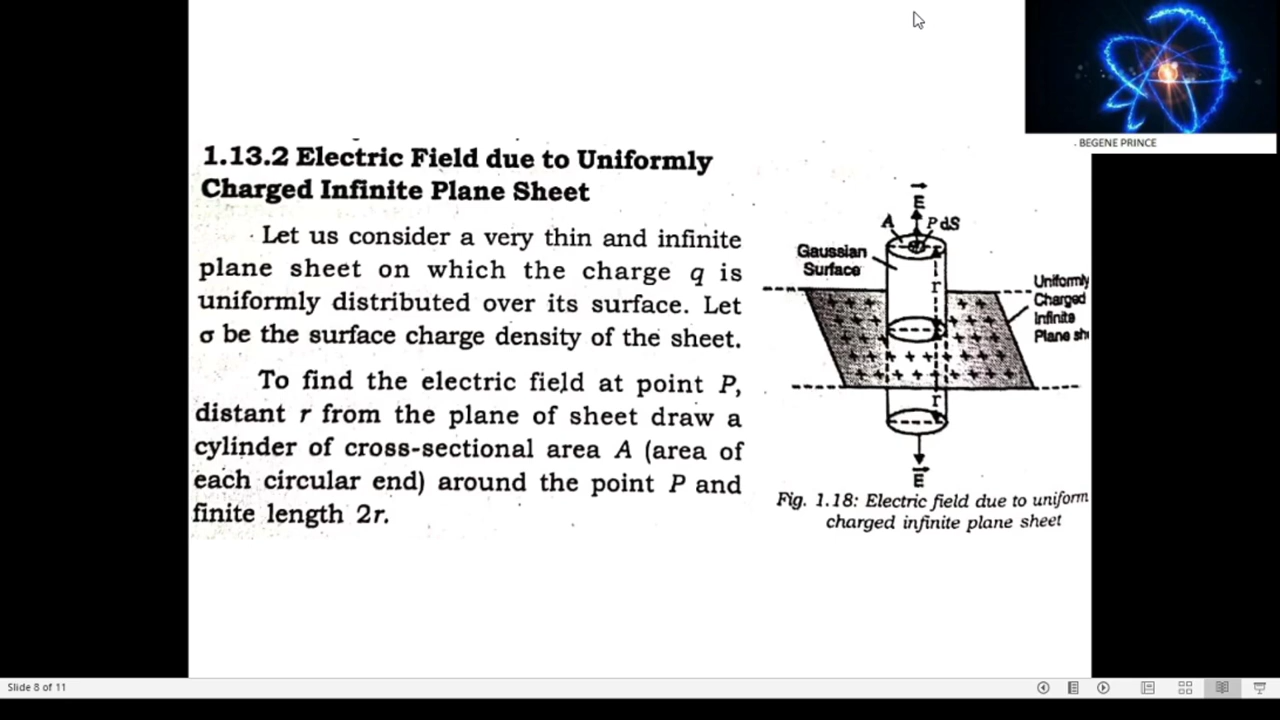 - BEGENE PRINCE
1.13.2 Electric Field due to Uniformly
Charged Infinite Plane Sheet
Let us consider a very thin and infinite
plane sheet on which the charge q is
uniformly distributed over its surface. Let
σ be the surface charge density of the sheet.
To find the electric field at point P,
distant r from the plane of sheet draw a
cylinder of cross-sectional area A (area of
each circular end) around the point P and
finite length 2r.
E
A
P dS
Gaussian
Surface
r
Uniformly
Charged
Infinite
Plane sh
r
E
Fig. 1.18: Electric field due to uniform
charged infinite plane sheet
Slide 8 of 11